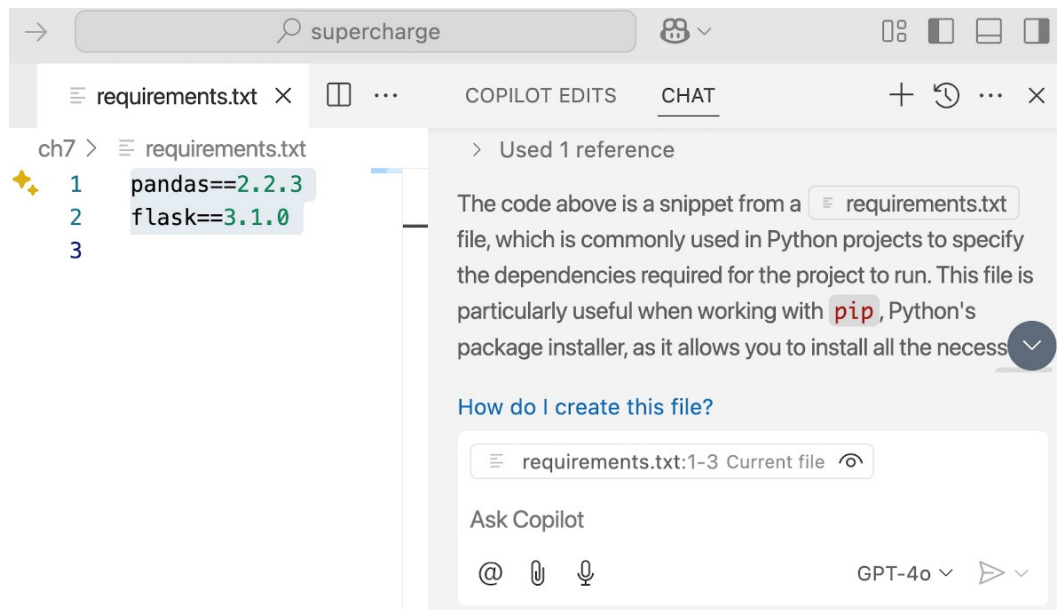 supercharge
requirements.txt
COPILOT EDITS CHAT
ch7 > requirements.txt
1 pandas==2.2.3
2 flask==3.1.0
3
Used 1 reference
The code above is a snippet from a requirements.txt
file, which is commonly used in Python projects to specify
the dependencies required for the project to run. This file is
particularly useful when working with pip, Python's
package installer, as it allows you to install all the necess
How do I create this file?
requirements.txt:1-3 Current file
Ask Copilot
@
GPT-4o